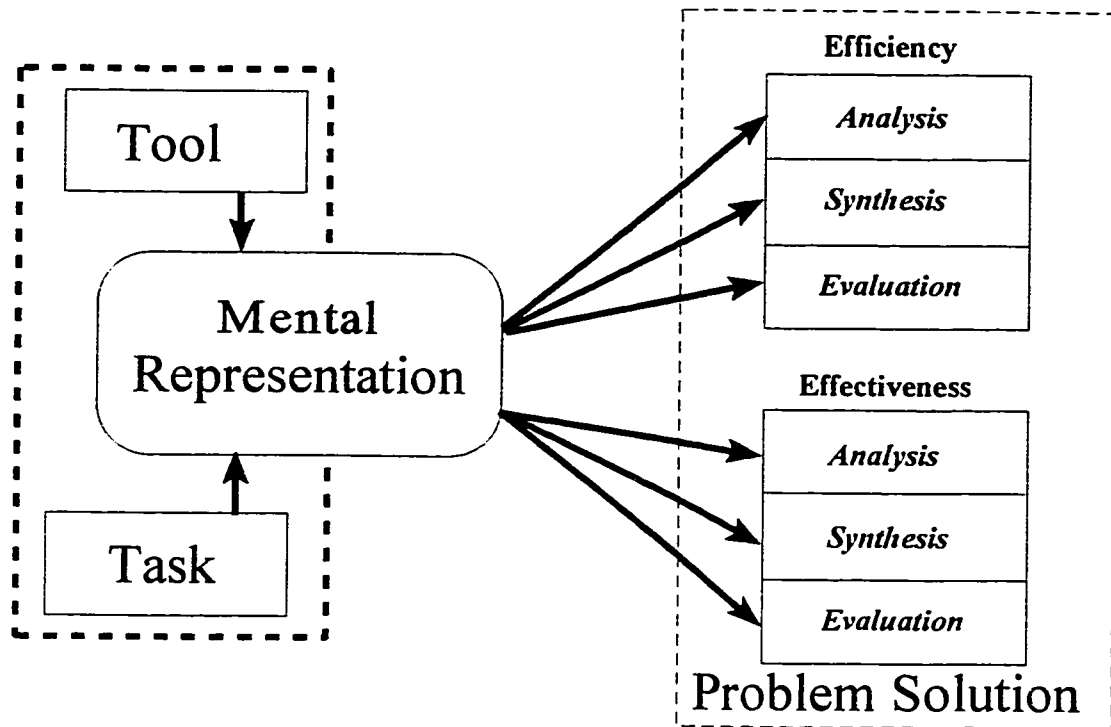 Tool
Mental
Representation
Task
Efficiency
Analysis
Synthesis
Evaluation
Effectiveness
Analysis
Synthesis
Evaluation
Problem Solution